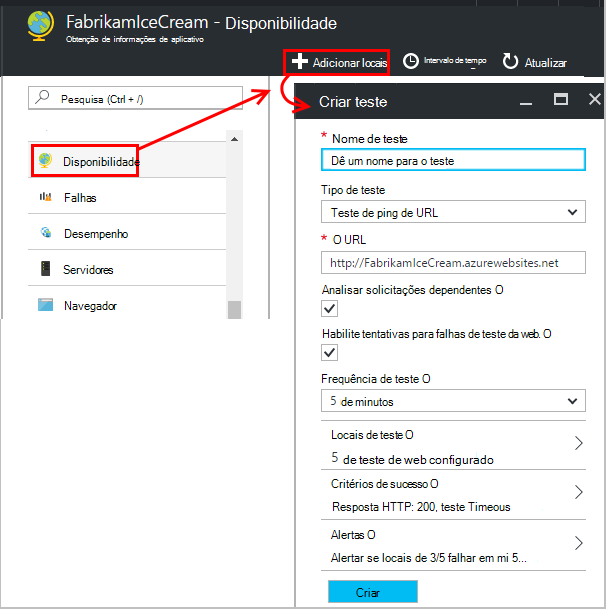 FabrikamIceCream - Disponibilidade
Obtenção de informações de aplicativo
Adicionar locais
Intervalo de tempo
Atualizar
Pesquisa (Ctrl + /)
Disponibilidade
Falhas
Desempenho
Servidores
Navegador
Criar teste
* Nome de teste
Dê um nome para o teste
Tipo de teste
Teste de ping de URL
* O URL
http://FabrikamIceCream.azurewebsites.net
Analisar solicitações dependentes O
Habilite tentativas para falhas de teste da web. O
Frequência de teste O
5 de minutos
Locais de teste O
5 de teste de web configurado
Critérios de sucesso O
Resposta HTTP: 200, teste Timeous
Alertas O
Alertar se locais de 3/5 falhar em mi 5...
Criar